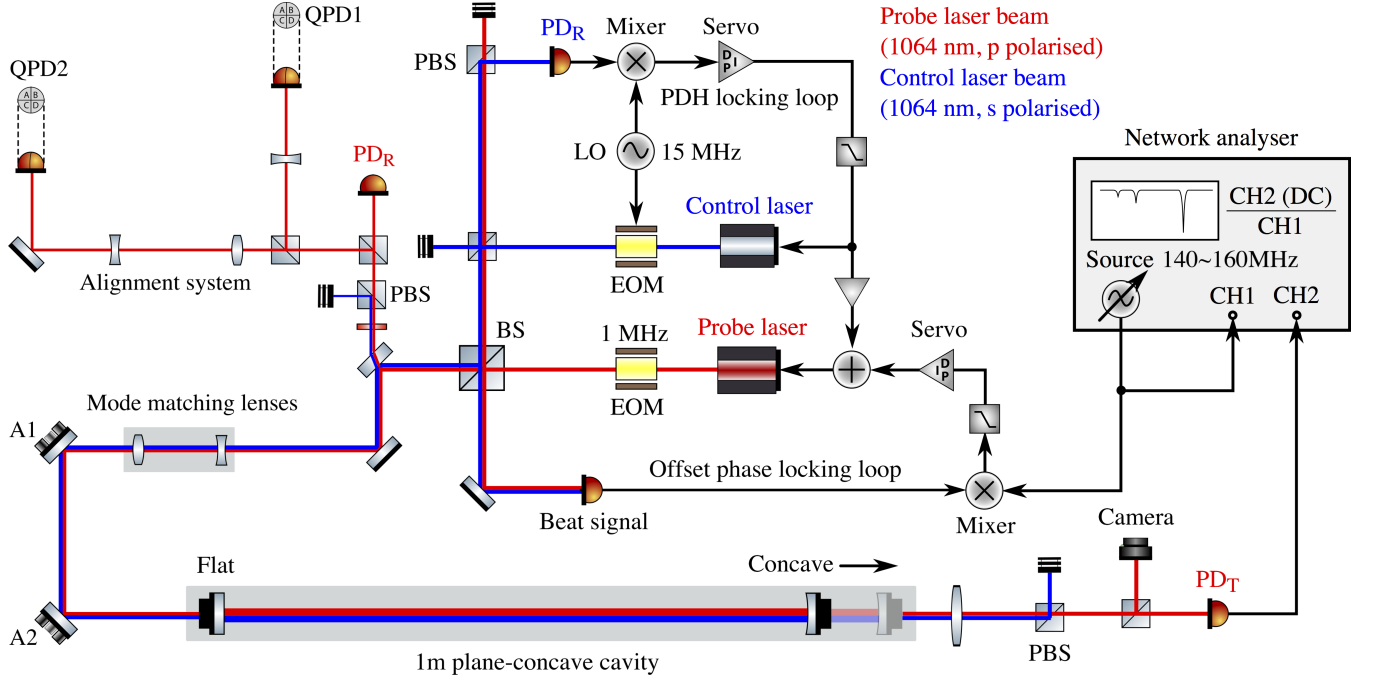 QPD1
QPD2
A B
C D
A B
C D
PD_R
Mixer
Servo
Probe laser beam
(1064 nm, p polarised)
Control laser beam
(1064 nm, s polarised)
PBS
D
P I
PDH locking loop
Network analyser
LO
15 MHz
PD_R
CH2 (DC)
CH1
Control laser
Source 140~160MHz
Alignment system
EOM
CH1
CH2
PBS
BS
1 MHz
Probe laser
Servo
I D
P
EOM
Mode matching lenses
A1
Offset phase locking loop
Beat signal
Mixer
Camera
Flat
Concave
PD_T
A2
PBS
1m plane-concave cavity